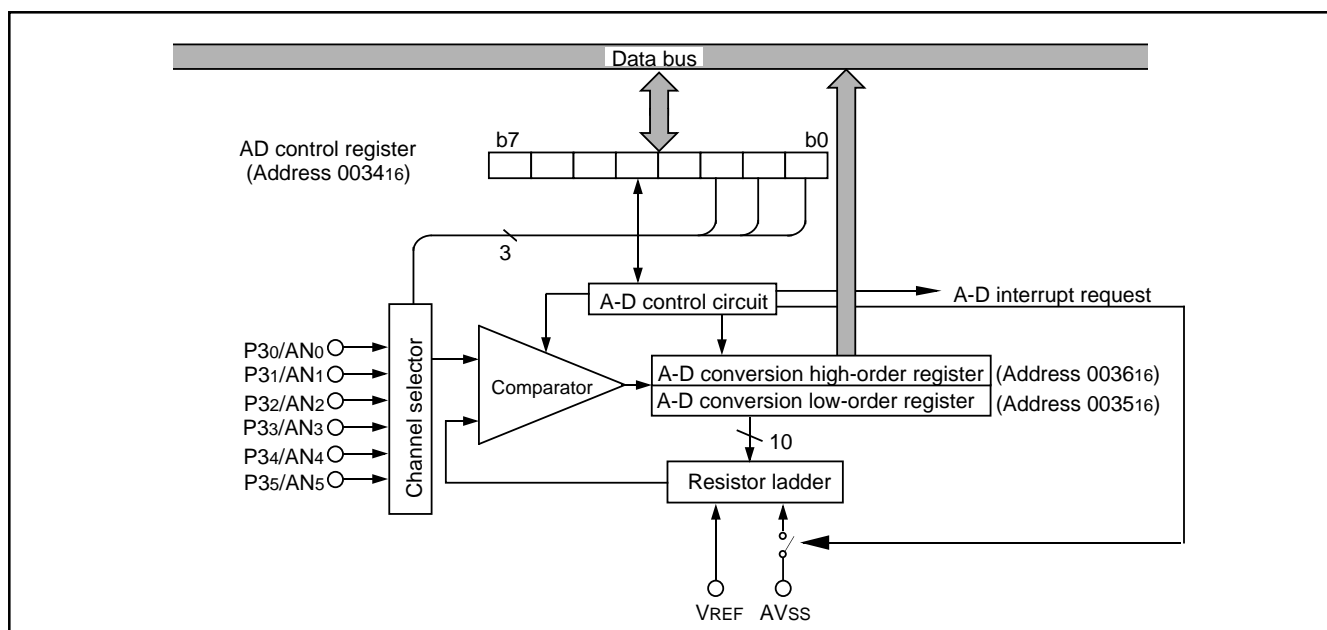 Data bus
b7
b0
AD control register
(Address 003416)
3
A-D control circuit
A-D interrupt request
P30/AN0
P31/AN1
P32/AN2
P33/AN3
P34/AN4
P35/AN5
Channel selector
Comparator
A-D conversion high-order register
(Address 003616)
A-D conversion low-order register
(Address 003516)
10
Resistor ladder
VREF
AVSS